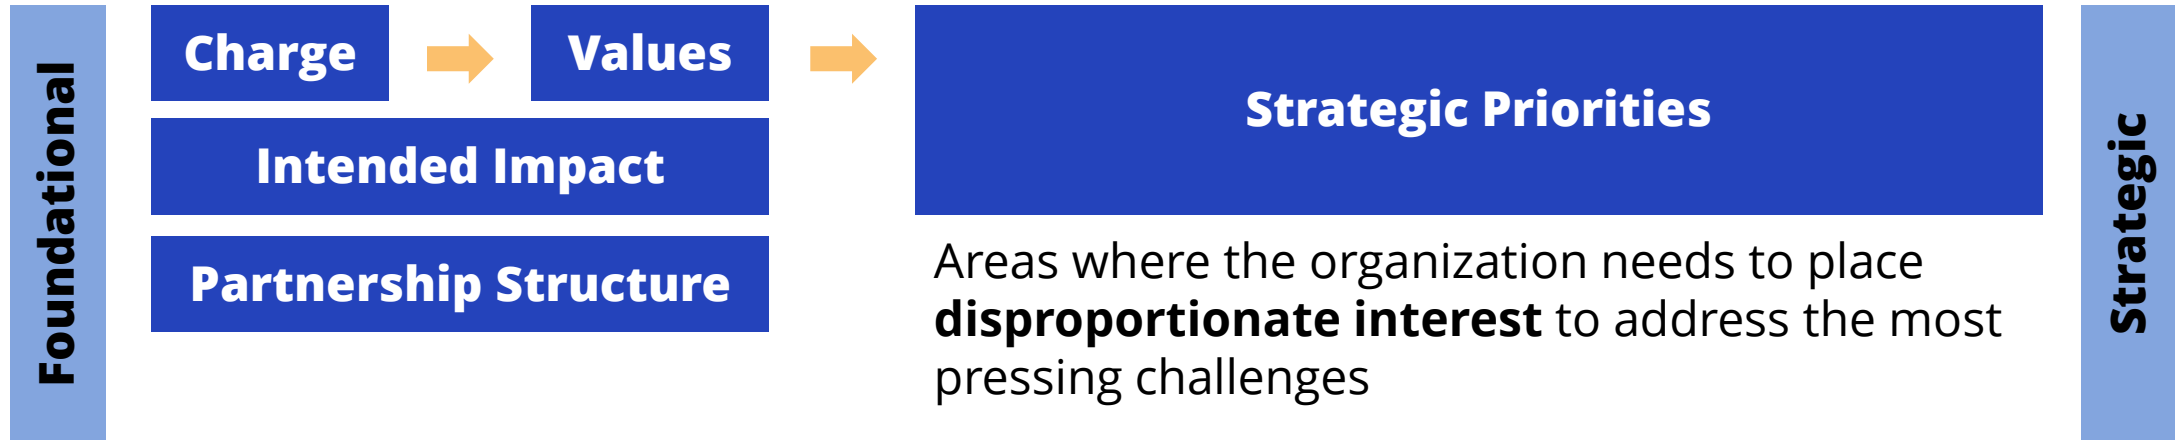 Foundational
Charge
Values
Intended Impact
Partnership Structure
Strategic Priorities
Areas where the organization needs to place
disproportionate interest to address the most
pressing challenges
Strategic